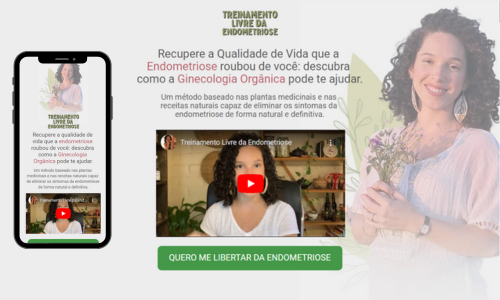 TREINAMENTO
LIVRE DA
ENDOMETRIOSE
Recupere a Qualidade de Vida que a
Endometriose roubou de você: descubra
como a Ginecologia Orgânica pode te ajudar.
Um método baseado nas plantas medicinais e nas
receitas naturais capaz de eliminar os sintomas da
endometriose de forma natural e definitiva.
Treinamento Livre da Endometriose
QUERO ME LIBERTAR DA ENDOMETRIOSE
TREINAMENTO
LIVRE DA
ENDOMETRIOSE
Recupere a qualidade de
vida que a endometriose
roubou de você: descubra
como a Ginecologia
Orgânica pode te ajudar.
Um método baseado nas plantas
medicinais e nas receitas naturais capaz
de eliminar os sintomas da endometriose
de forma natural e definitiva.